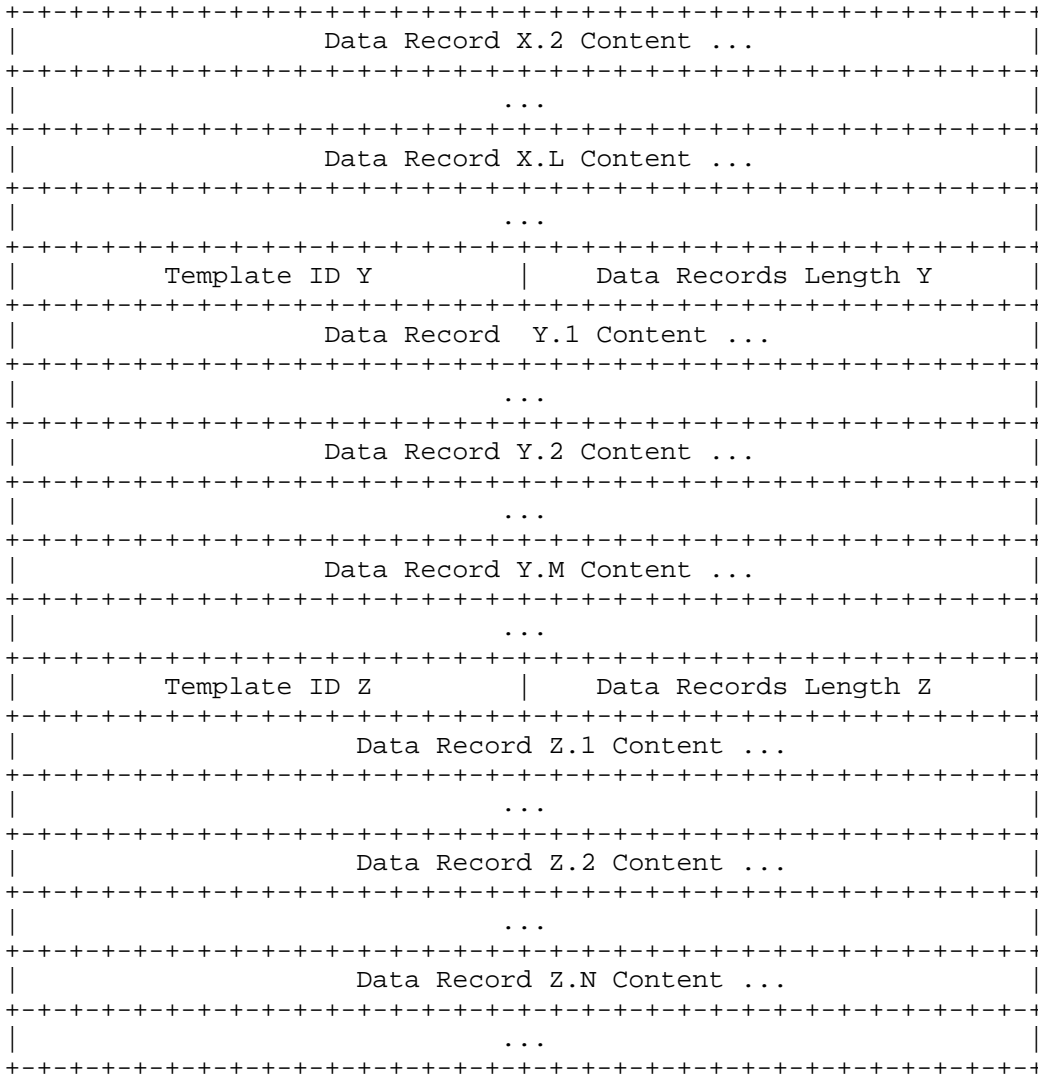 +-+-+-+-+-+-+-+-+-+-+-+-+-+-+-+-+-+-+-+-+-+-+-+-+-+-+-+-+-+-+-+-+
|                   Data Record X.2 Content ...                 |
+-+-+-+-+-+-+-+-+-+-+-+-+-+-+-+-+-+-+-+-+-+-+-+-+-+-+-+-+-+-+-+-+
|                              ...                              |
+-+-+-+-+-+-+-+-+-+-+-+-+-+-+-+-+-+-+-+-+-+-+-+-+-+-+-+-+-+-+-+-+
|                   Data Record X.L Content ...                 |
+-+-+-+-+-+-+-+-+-+-+-+-+-+-+-+-+-+-+-+-+-+-+-+-+-+-+-+-+-+-+-+-+
|                              ...                              |
+-+-+-+-+-+-+-+-+-+-+-+-+-+-+-+-+-+-+-+-+-+-+-+-+-+-+-+-+-+-+-+-+
|         Template ID Y         |    Data Records Length Y      |
+-+-+-+-+-+-+-+-+-+-+-+-+-+-+-+-+-+-+-+-+-+-+-+-+-+-+-+-+-+-+-+-+
|                   Data Record  Y.1 Content ...                |
+-+-+-+-+-+-+-+-+-+-+-+-+-+-+-+-+-+-+-+-+-+-+-+-+-+-+-+-+-+-+-+-+
|                              ...                              |
+-+-+-+-+-+-+-+-+-+-+-+-+-+-+-+-+-+-+-+-+-+-+-+-+-+-+-+-+-+-+-+-+
|                   Data Record Y.2 Content ...                 |
+-+-+-+-+-+-+-+-+-+-+-+-+-+-+-+-+-+-+-+-+-+-+-+-+-+-+-+-+-+-+-+-+
|                              ...                              |
+-+-+-+-+-+-+-+-+-+-+-+-+-+-+-+-+-+-+-+-+-+-+-+-+-+-+-+-+-+-+-+-+
|                   Data Record Y.M Content ...                 |
+-+-+-+-+-+-+-+-+-+-+-+-+-+-+-+-+-+-+-+-+-+-+-+-+-+-+-+-+-+-+-+-+
|                              ...                              |
+-+-+-+-+-+-+-+-+-+-+-+-+-+-+-+-+-+-+-+-+-+-+-+-+-+-+-+-+-+-+-+-+
|         Template ID Z         |    Data Records Length Z      |
+-+-+-+-+-+-+-+-+-+-+-+-+-+-+-+-+-+-+-+-+-+-+-+-+-+-+-+-+-+-+-+-+
|                     Data Record Z.1 Content ...               |
+-+-+-+-+-+-+-+-+-+-+-+-+-+-+-+-+-+-+-+-+-+-+-+-+-+-+-+-+-+-+-+-+
|                              ...                              |
+-+-+-+-+-+-+-+-+-+-+-+-+-+-+-+-+-+-+-+-+-+-+-+-+-+-+-+-+-+-+-+-+
|                     Data Record Z.2 Content ...               |
+-+-+-+-+-+-+-+-+-+-+-+-+-+-+-+-+-+-+-+-+-+-+-+-+-+-+-+-+-+-+-+-+
|                              ...                              |
+-+-+-+-+-+-+-+-+-+-+-+-+-+-+-+-+-+-+-+-+-+-+-+-+-+-+-+-+-+-+-+-+
|                     Data Record Z.N Content ...               |
+-+-+-+-+-+-+-+-+-+-+-+-+-+-+-+-+-+-+-+-+-+-+-+-+-+-+-+-+-+-+-+-+
|                              ...                              |
+-+-+-+-+-+-+-+-+-+-+-+-+-+-+-+-+-+-+-+-+-+-+-+-+-+-+-+-+-+-+-+-+